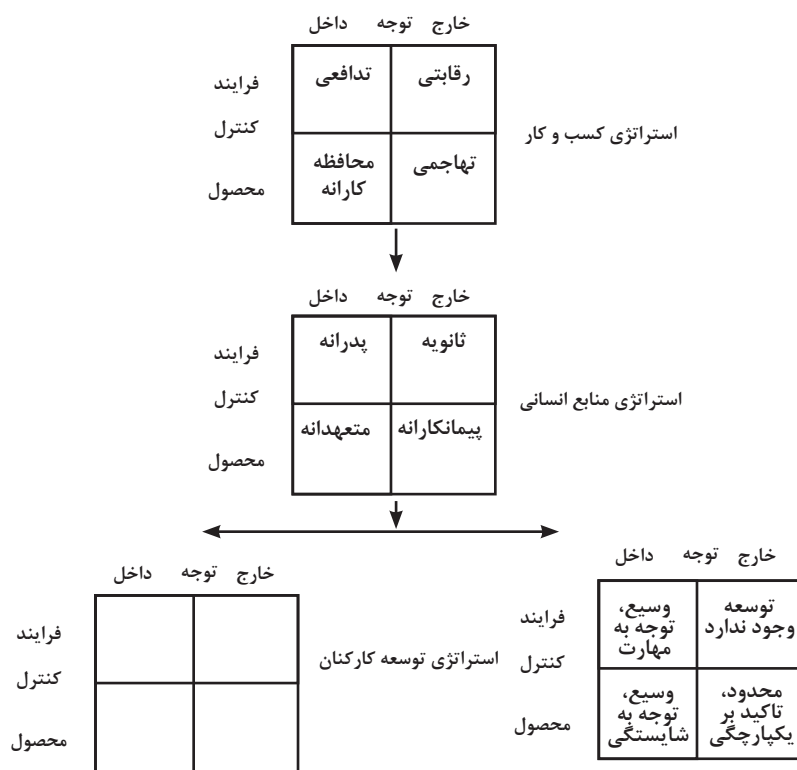 خارج توجه داخل
فرایند
رقابتی تدافعی
کنترل
استراتژی کسب و کار
تهاجمی محافظه
کارانه
محصول
خارج توجه داخل
ثانویه پدرانه
فرایند
کنترل
استراتژی منابع انسانی
پیمانکارانه متعهدانه
محصول
خارج توجه داخل
توسعه
وجود ندارد
وسیع،
توجه به
مهارت
فرایند
کنترل
محدود،
تاکید بر
یکپارچگی
وسیع،
توجه به
شایستگی
محصول
استراتژی توسعه کارکنان
خارج توجه داخل
فرایند
کنترل
محصول